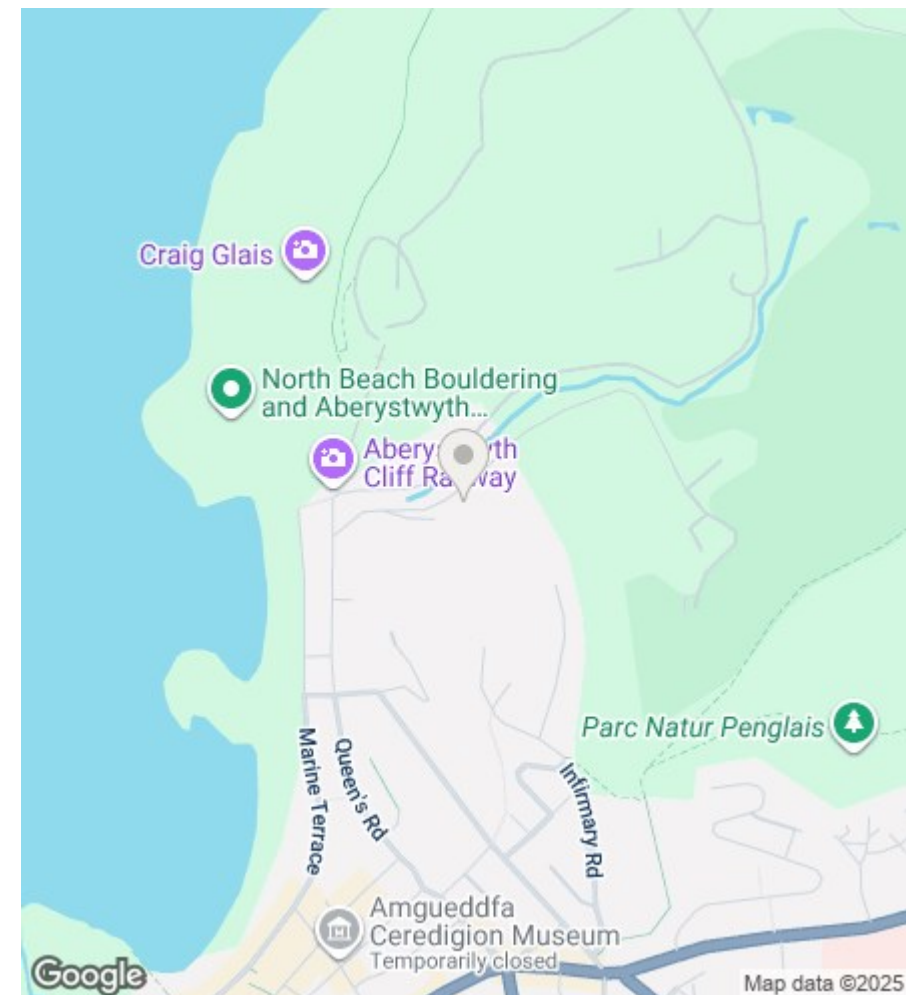 Craig Glais
North Beach Bouldering
and Aberystwyth...
Cliff Railway
Parc Natur Penglais
Marine Terrace
Queen's Rd
Infirmary Rd
Amgueddfa
Ceredigion Museum
Temporarily closed
Google
Map data ©2025